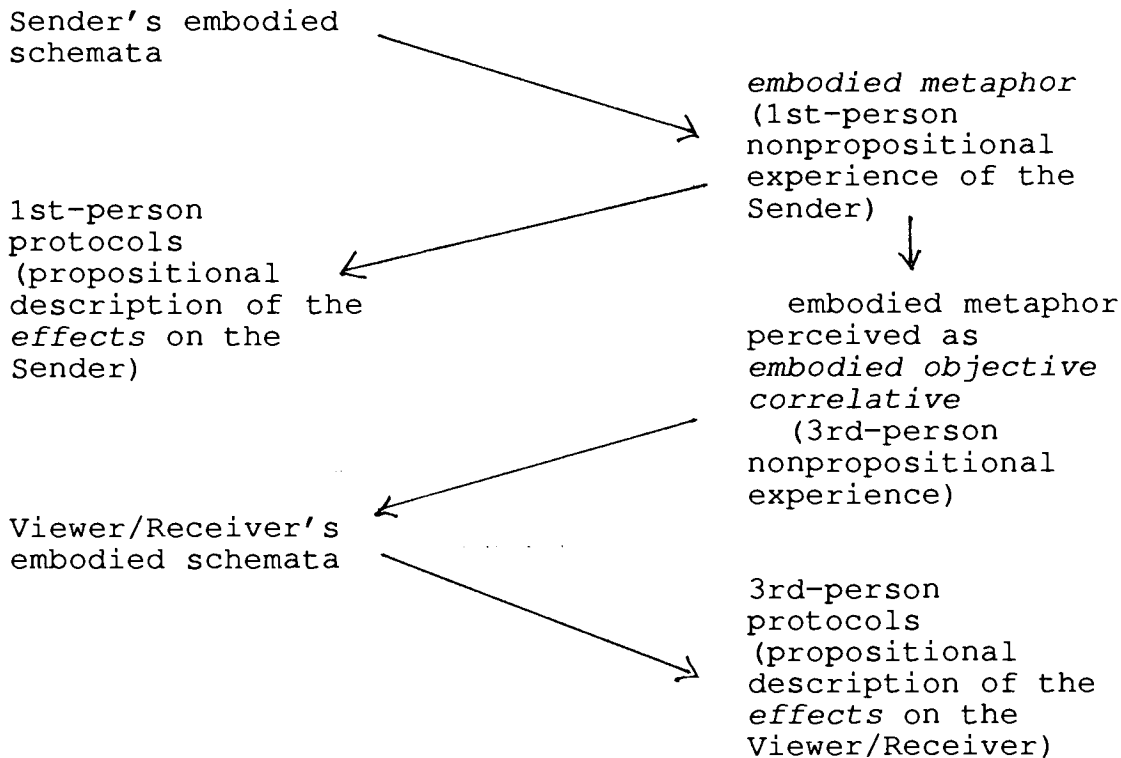 Sender's embodied
schemata
embodied metaphor
(1st-person
nonpropositional
experience of the
Sender)
1st-person
protocols
(propositional
description of the
effects on the
Sender)
embodied metaphor
perceived as
embodied objective
correlative
(3rd-person
nonpropositional
experience)
Viewer/Receiver's
embodied schemata
3rd-person
protocols
(propositional
description of the
effects on the
Viewer/Receiver)